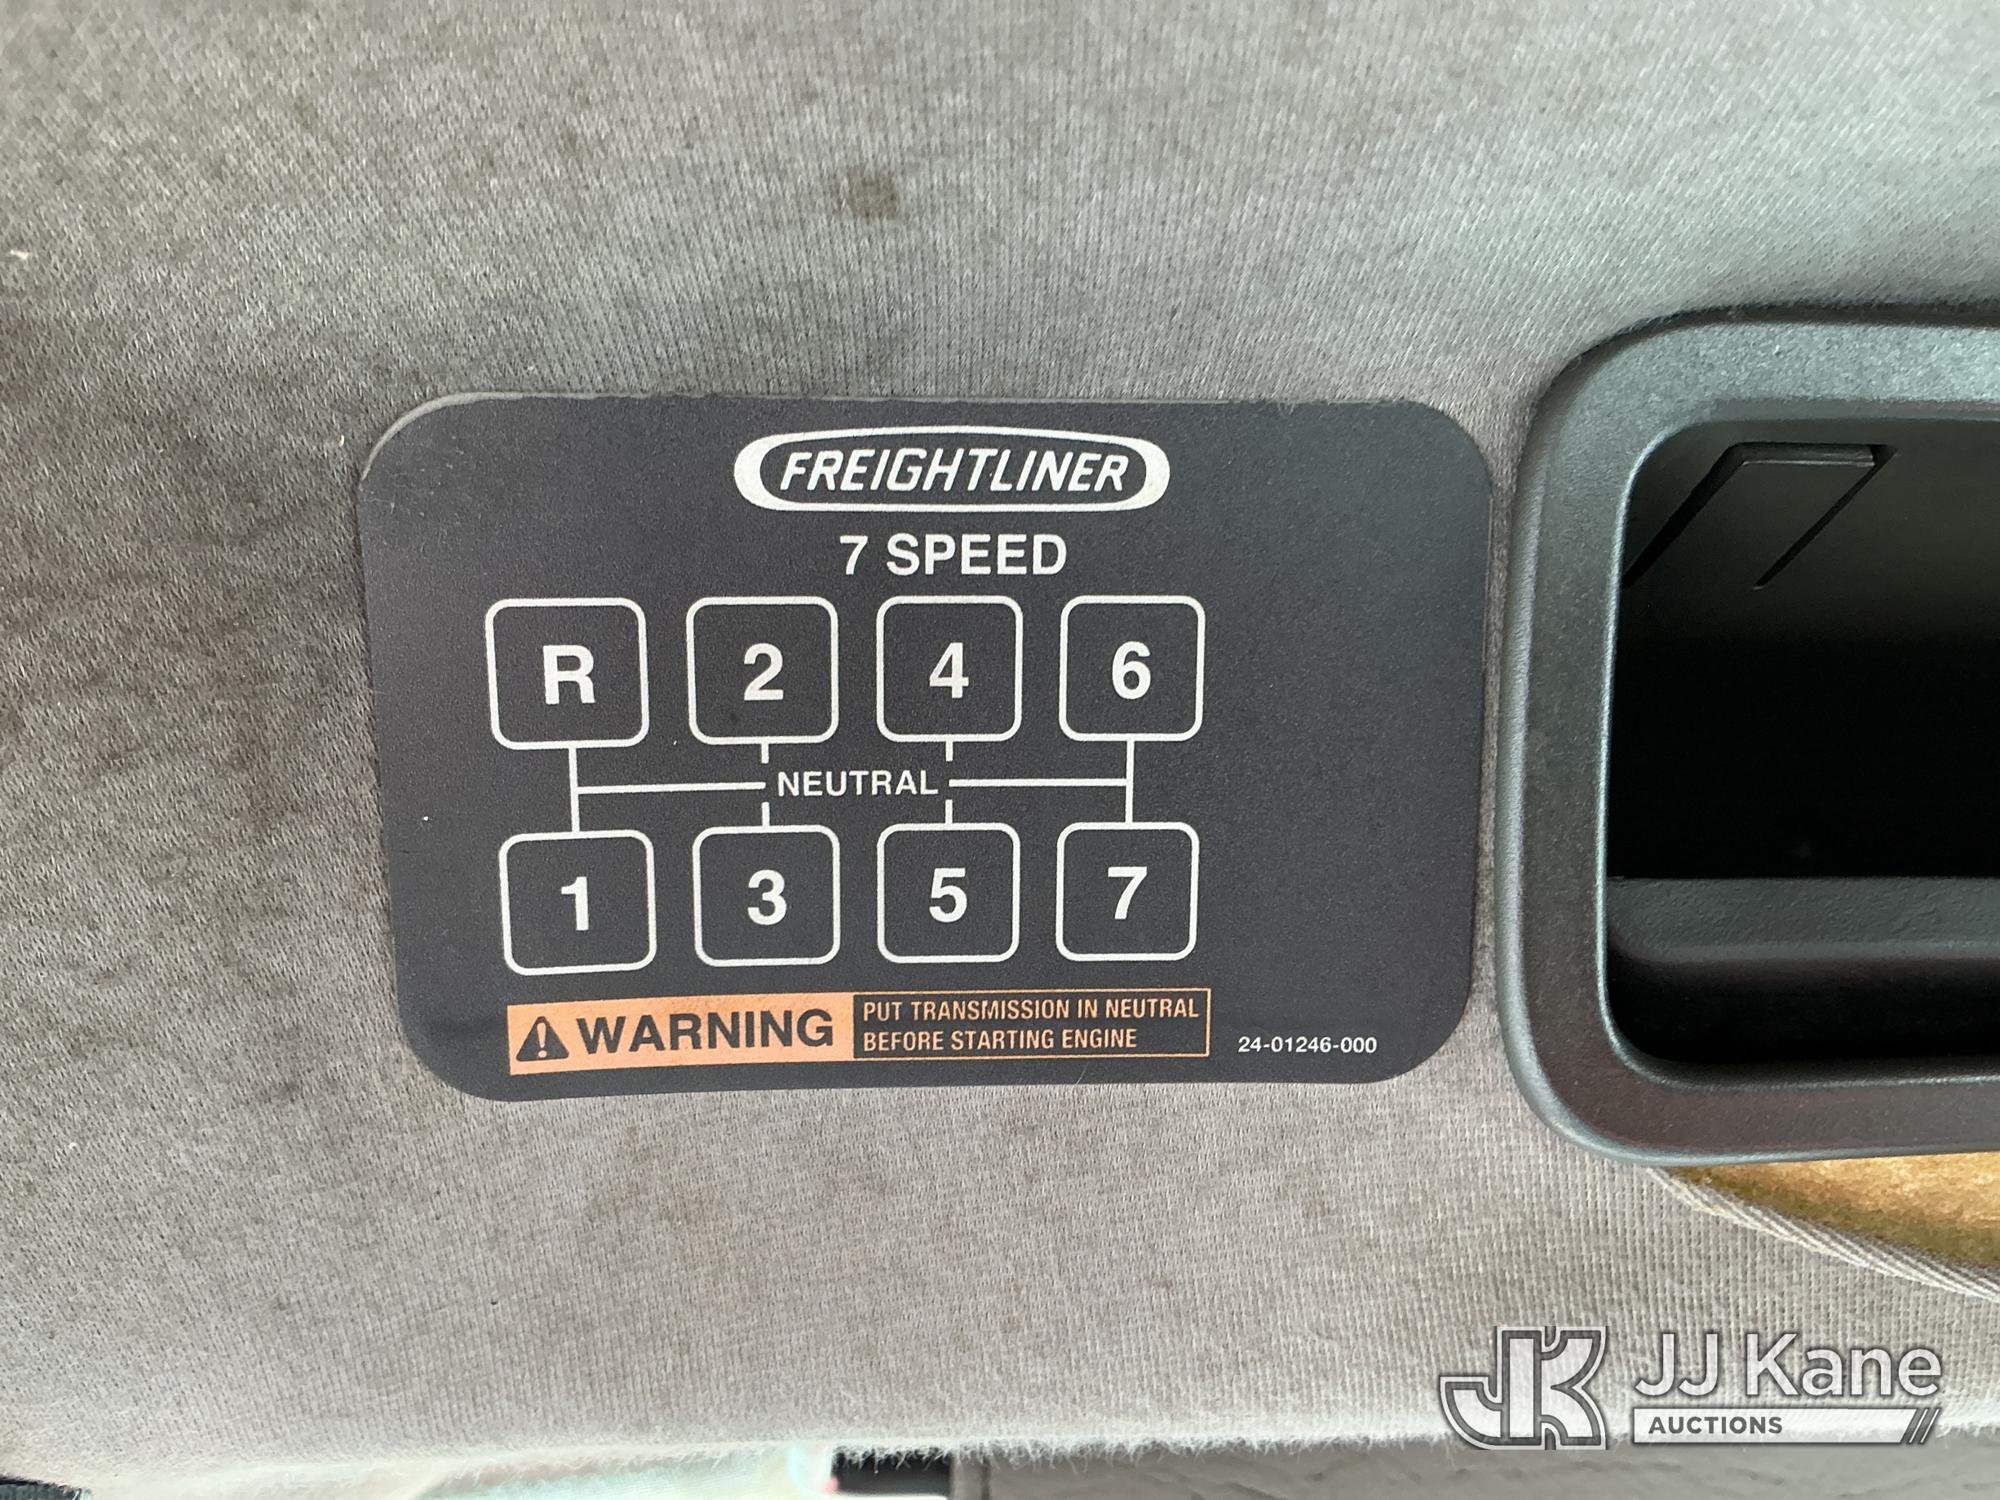 FREIGHTLINER
7 SPEED
R 2 4 6
NEUTRAL
1 3 5 7
WARNING
PUT TRANSMISSION IN NEUTRAL
BEFORE STARTING ENGINE
24-01246-000
JK JJ Kane
AUCTIONS